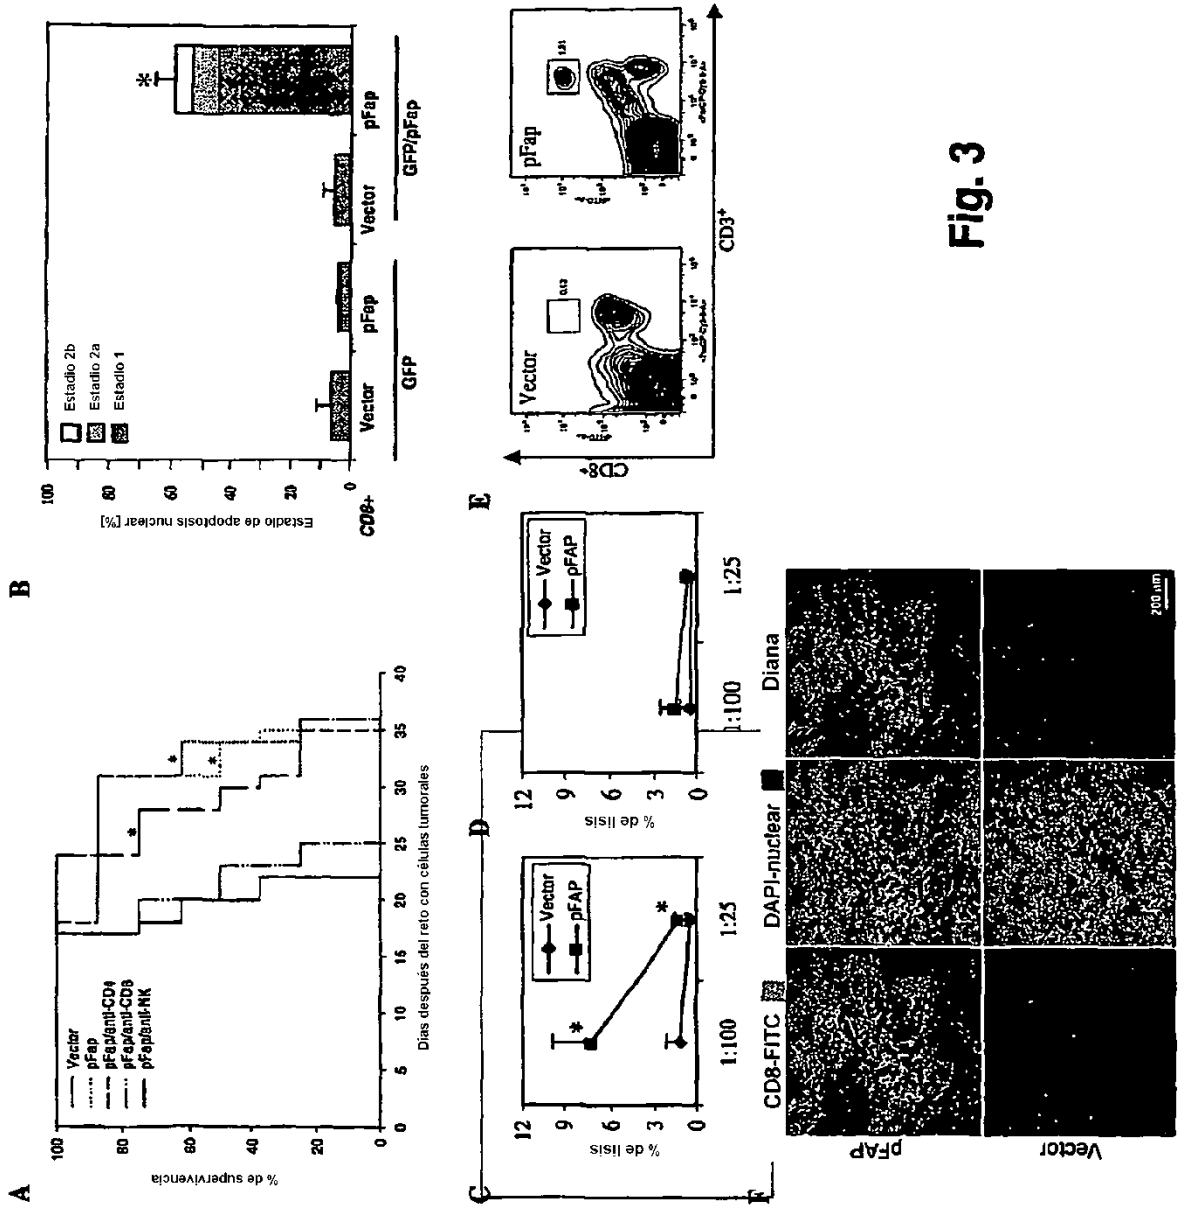 A
% de supervivencia
100
80
60
40
20
0
Vector
pFap
pFap/anti-CD4
pFap/anti-CD8
pFap/anti-NK
*
*
*
0
5
10
15
20
25
30
35
40
Días después del reto con células tumorales
B
Estadio de apoptosis nuclear [%]
100
80
60
40
20
0
Estadio 2b
Estadio 2a
Estadio 1
*
CD8+
Vector
pFap
Vector
pFap
GFP
GFP/pFap
C
% de lisis
12
9
6
3
0
Vector
pFAP
*
*
1:100
1:25
D
% de lisis
12
9
6
3
0
Vector
pFAP
1:100
1:25
E
CD8+
Vector
0.13
pFap
CD3+
F
CD8-FITC
DAPI-nuclear
Diana
pFAP
Vector
200 µm
Fig. 3